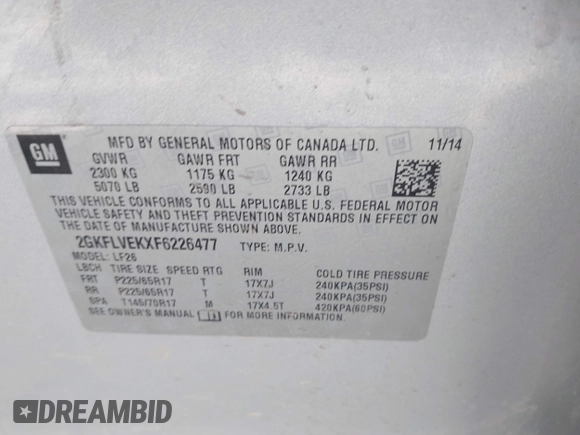 GM
MFD BY GENERAL MOTORS OF CANADA LTD. 11/14
GVWR GAWR FRT GAWR RR
2300 KG 1175 KG 1240 KG
5070 LB 2590 LB 2733 LB
THIS VEHICLE CONFORMS TO ALL APPLICABLE U.S. FEDERAL MOTOR
VEHICLE SAFETY AND THEFT PREVENTION STANDARDS IN EFFECT ON
THE DATE OF MANUFACTURE SHOWN ABOVE.
2GKFLVEKXF6226477 TYPE: M.P.V.
MODEL: LF26
LBCH TIRE SIZE SPEED RTG RIM COLD TIRE PRESSURE
FRT P225/65R17 T 17X7J 240KPA(35PSI)
RR P225/65R17 T 17X7J 240KPA(35PSI)
SPA T145/70R17 M 17X4.5T 420KPA(60PSI)
SEE OWNER'S MANUAL FOR MORE INFORMATION.
DREAMBID